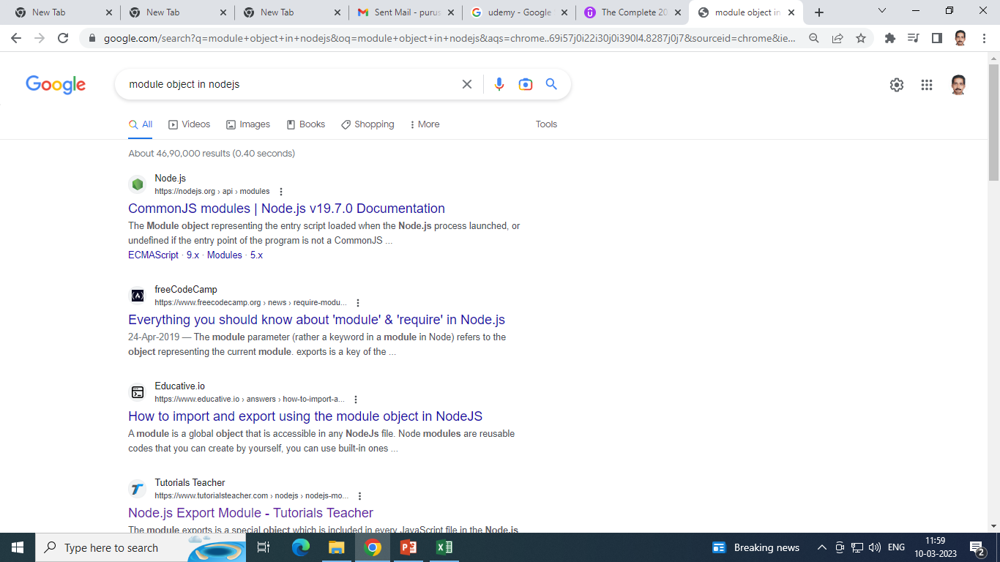 New Tab
New Tab
New Tab
Sent Mail - purus
udemy - Google
The Complete 20
module object in
google.com/search?q=module+object+in+nodejs&oq=module+object+in+nodejs&aqs=chrome..69i57j0i22i30j0i390l4.8287j0j7&sourceid=chrome&ie...
Google
module object in nodejs
All
Videos
Images
Books
Shopping
More
Tools
About 46,90,000 results (0.40 seconds)
Node.js
https://nodejs.org › api › modules
CommonJS modules | Node.js v19.7.0 Documentation
The Module object representing the entry script loaded when the Node.js process launched, or
undefined if the entry point of the program is not a CommonJS ...
ECMAScript · 9.x · Modules · 5.x
freeCodeCamp
https://www.freecodecamp.org › news › require-modu...
Everything you should know about 'module' & 'require' in Node.js
24-Apr-2019 — The module parameter (rather a keyword in a module in Node) refers to the
object representing the current module. exports is a key of the ...
Educative.io
https://www.educative.io › answers › how-to-import-a...
How to import and export using the module object in NodeJS
A module is a global object that is accessible in any NodeJs file. Node modules are reusable
codes that you can create by yourself, you can use built-in ones ...
Tutorials Teacher
https://www.tutorialsteacher.com › nodejs › nodejs-mo...
Node.js Export Module - Tutorials Teacher
The module exports is a special object which is included in every JavaScript file in the Node.js
Type here to search
Breaking news
ENG
11:59
10-03-2023
2